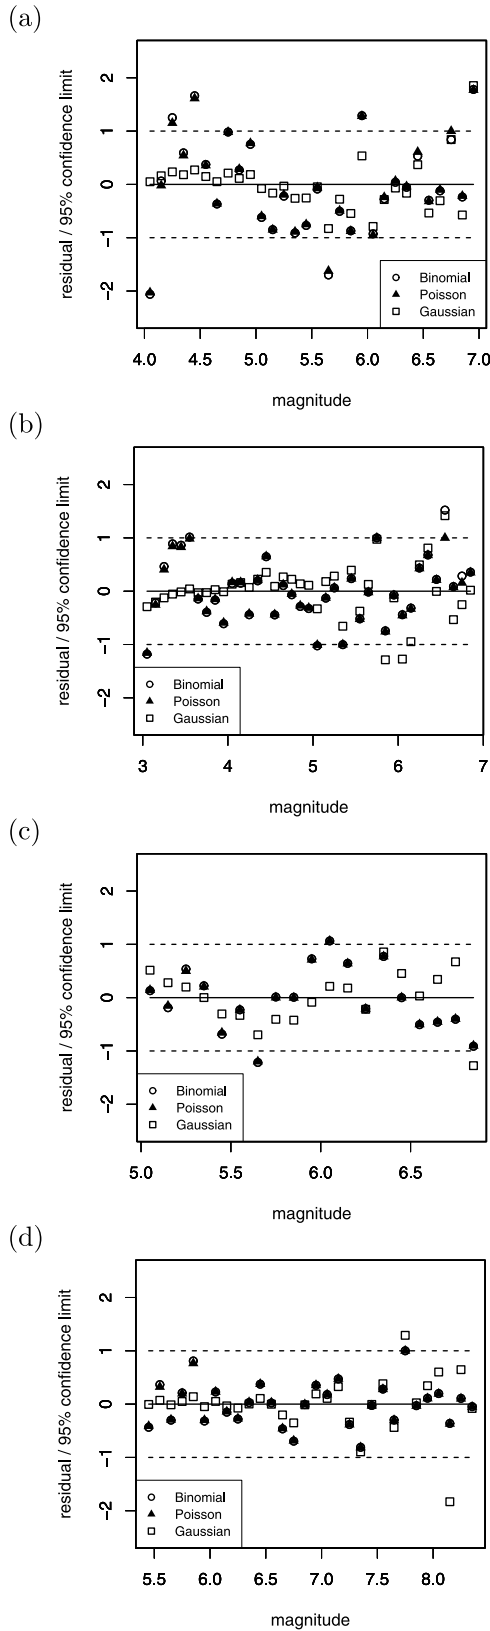 (a)
residual / 95% confidence limit
2
1
0
−1
−2
Binomial
Poisson
Gaussian
4.0 4.5 5.0 5.5 6.0 6.5 7.0
magnitude
(b)
residual / 95% confidence limit
2
1
0
−1
−2
Binomial
Poisson
Gaussian
3 4 5 6 7
magnitude
(c)
residual / 95% confidence limit
2
1
0
−1
−2
Binomial
Poisson
Gaussian
5.0 5.5 6.0 6.5
magnitude
(d)
residual / 95% confidence limit
2
1
0
−1
−2
Binomial
Poisson
Gaussian
5.5 6.0 6.5 7.0 7.5 8.0
magnitude